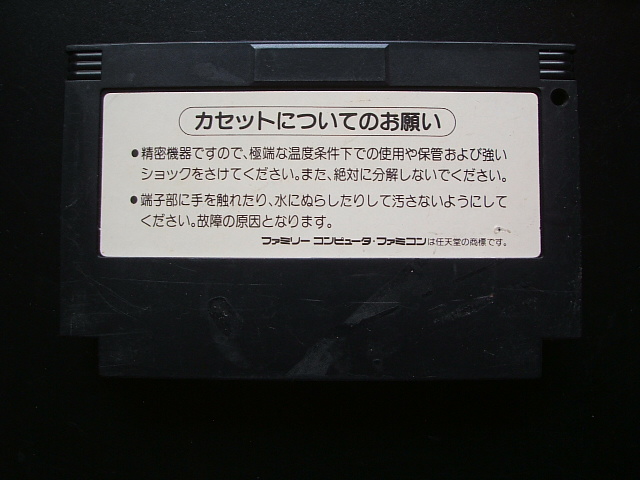 カセットについてのお願い
●精密機器ですので、極端な温度条件下での使用や保管および強い
ショックをさけてください。また、絶対に分解しないでください。
●端子部に手を触れたり、水にぬらしたりして汚さないようにして
ください。故障の原因となります。
ファミリー コンピュータ・ファミコンは任天堂の商標です。